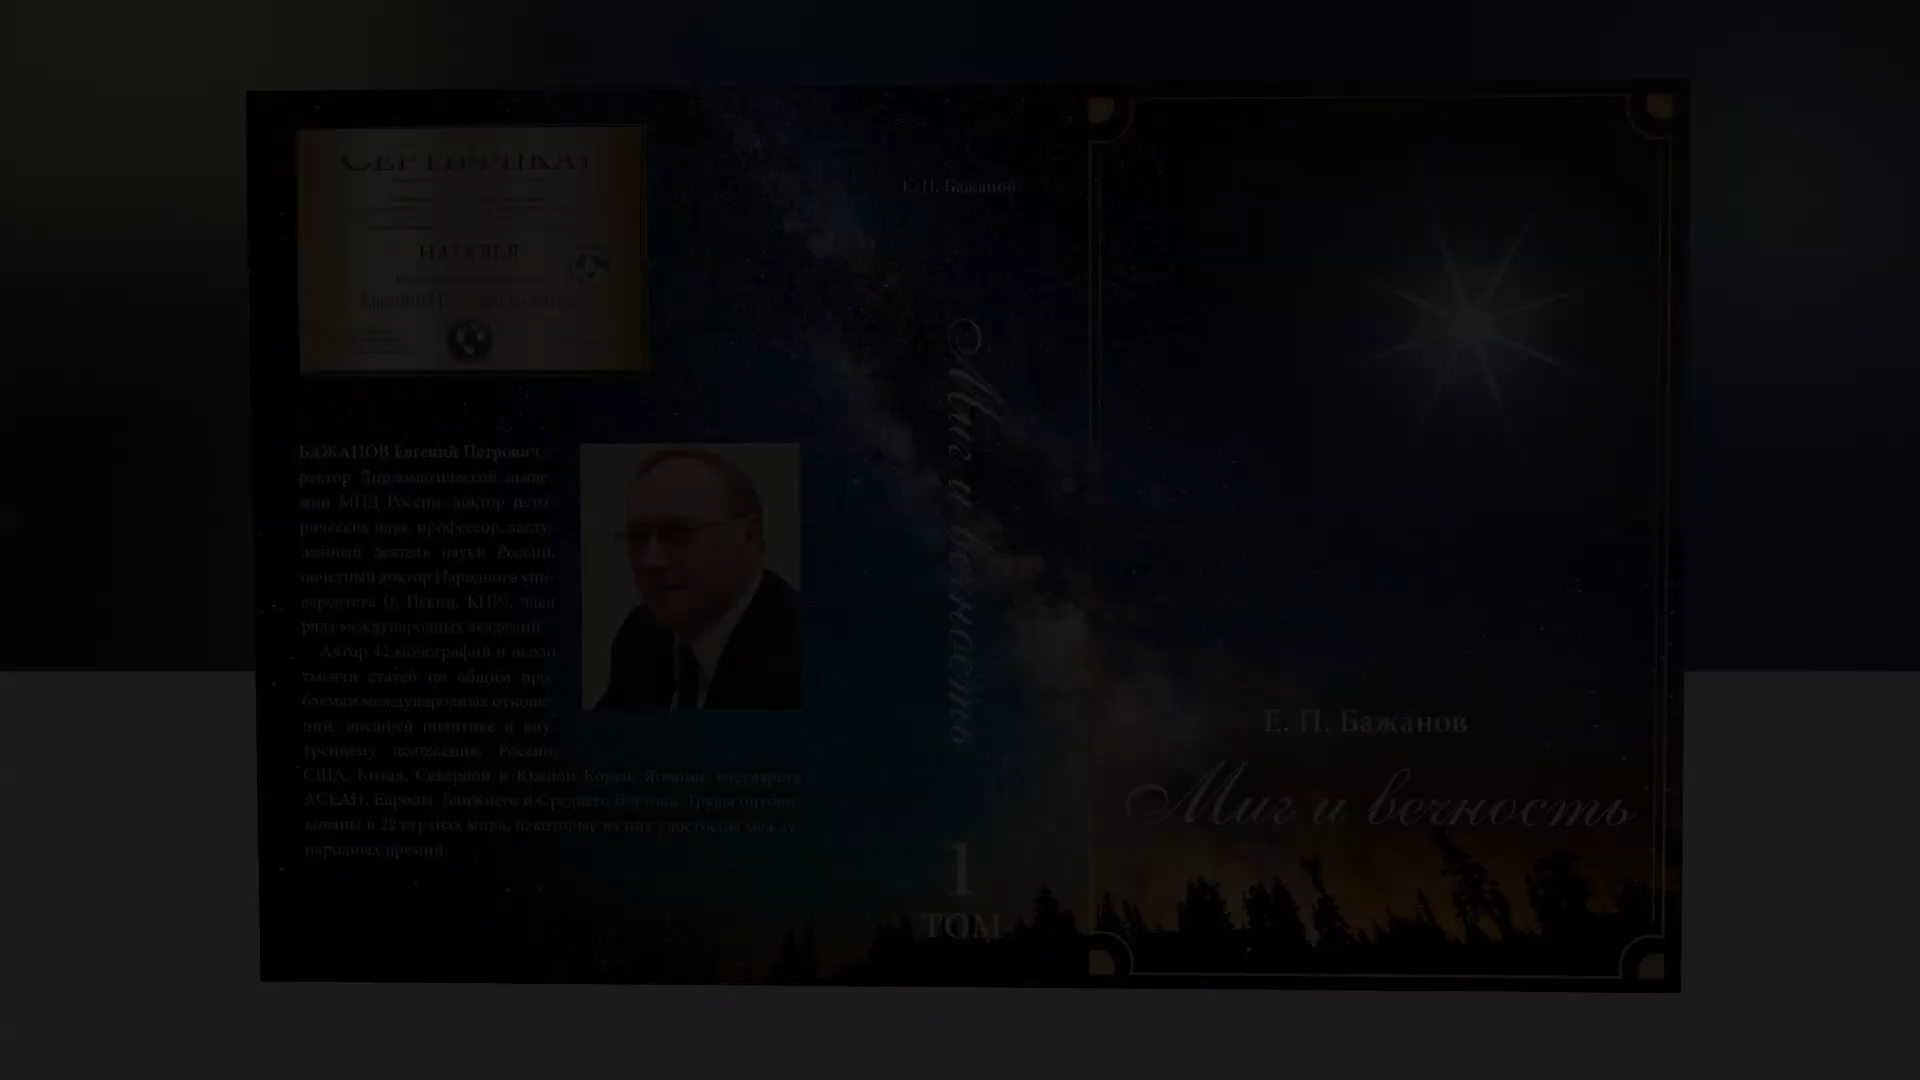 СЕРТИФИКАТ
НАТАЛЬЯ
БАЖАНОВ Евгений Петрович –
ректор Дипломатической акаде-
мии МИД России, доктор исто-
рических наук, профессор, заслу-
женный деятель науки России,
почетный доктор Народного уни-
верситета (г. Пекин, КНР), член
ряда международных академий.
Автор 42 монографий и около
тысячи статей по общим про-
блемам международных отноше-
ний, внешней политике и вну-
треннему положению России,
США, Китая, Северной и Южной Кореи, Японии, государств
АСЕАН, Европы, Ближнего и Среднего Востока. Труды опубли-
кованы в 22 странах мира, некоторые из них удостоены между-
народных премий.
Е. П. Бажанов
Миг и вечность
1
ТОМ
Е. П. Бажанов
Миг и вечность